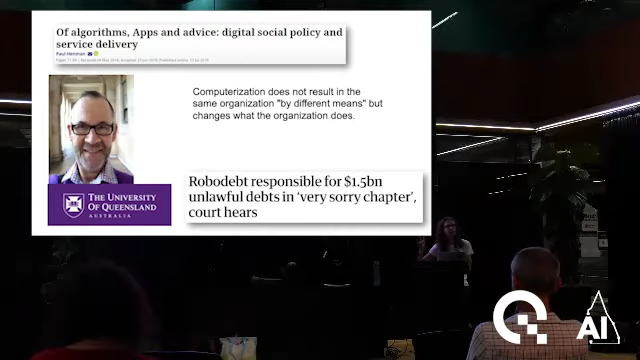 Of algorithms, Apps and advice: digital social policy and
service delivery
Paul Henman
Computerization does not result in the
same organization "by different means" but
changes what the organization does.
THE UNIVERSITY
OF QUEENSLAND
AUSTRALIA
Robodebt responsible for $1.5bn
unlawful debts in 'very sorry chapter',
court hears
AI